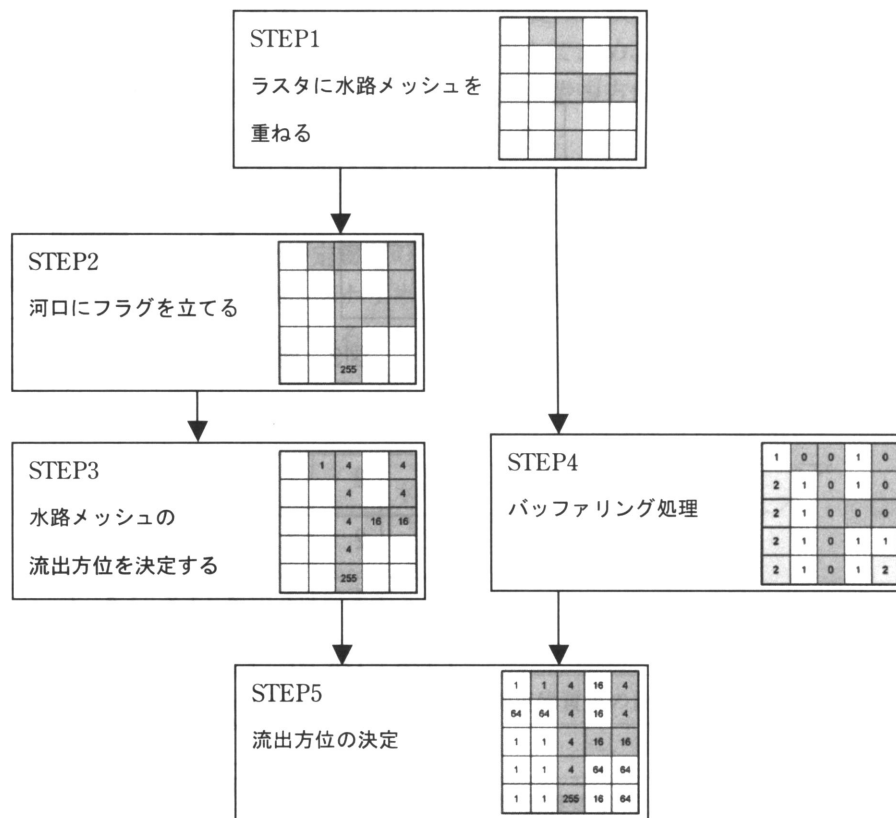 STEP1
ラスタに水路メッシュを
重ねる
STEP2
河口にフラグを立てる
255
STEP3
水路メッシュの
流出方位を決定する
1 4 4
4 4
4 16 16
4
255
STEP4
バッファリング処理
1 0 0 1 0
2 1 0 1 0
2 1 0 0 0
2 1 0 1 1
2 1 0 1 2
STEP5
流出方位の決定
1 1 4 16 4
64 64 4 16 4
1 1 4 16 16
1 1 4 64 64
1 1 255 16 64